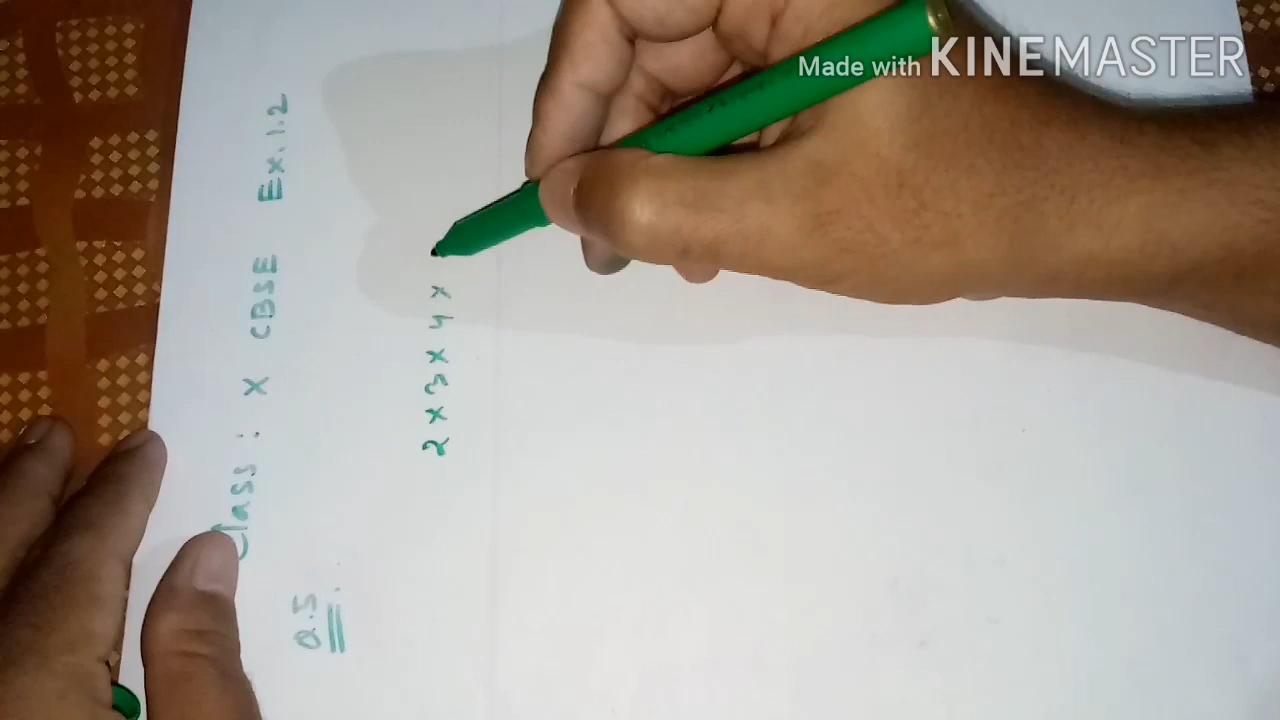 Made with KINEMASTER
Class : X CBSE Ex. 1.2
Q.5.
2 x 3 x 4 x